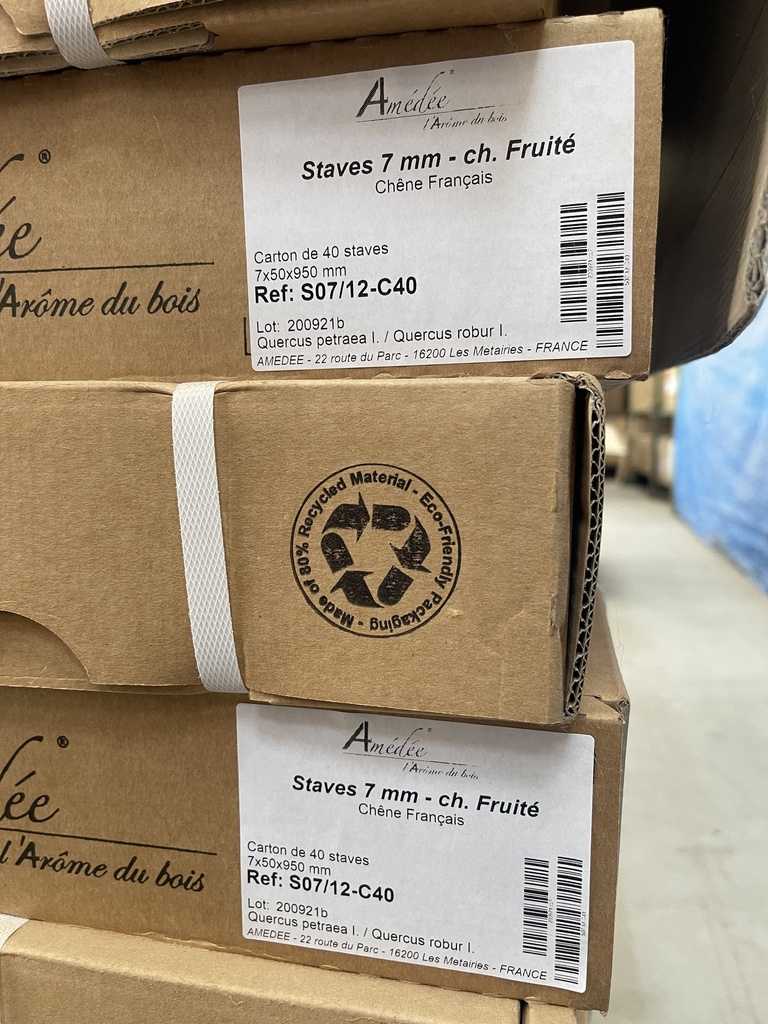 Amédée®
l'Arôme du bois
Staves 7 mm - ch. Fruité
Chêne Français
Carton de 40 staves
7x50x950 mm
Ref: S07/12-C40
Lot: 200921b
Quercus petraea l. / Quercus robur l.
AMEDEE - 22 route du Parc - 16200 Les Metairies - FRANCE
ée®
l'Arôme du bois
Made of 80% Recycled Material - Eco-Friendly Packaging -
Amédée®
l'Arôme du bois
Staves 7 mm - ch. Fruité
Chêne Français
Carton de 40 staves
7x50x950 mm
Ref: S07/12-C40
Lot: 200921b
Quercus petraea l. / Quercus robur l.
AMEDEE - 22 route du Parc - 16200 Les Metairies - FRANCE
ée®
l'Arôme du bois